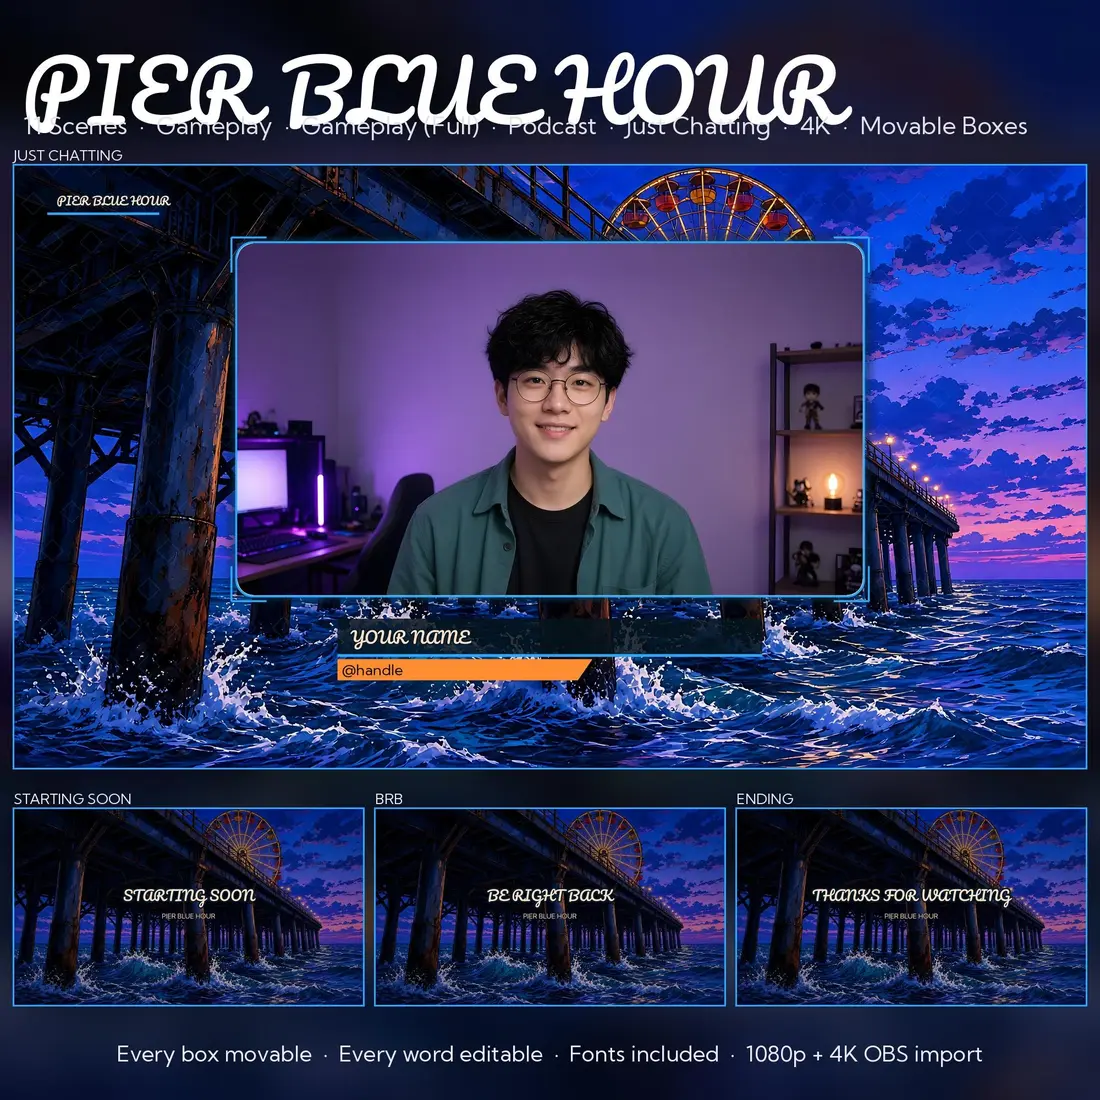 PIER BLUE HOUR
11 Scenes · Gameplay · Gameplay (Full) · Podcast · Just Chatting · 4K · Movable Boxes
JUST CHATTING
PIER BLUE HOUR
YOUR NAME
@handle
STARTING SOON
BRB
ENDING
STARTING SOON
PIER BLUE HOUR
BE RIGHT BACK
PIER BLUE HOUR
THANKS FOR WATCHING
PIER BLUE HOUR
Every box movable · Every word editable · Fonts included · 1080p + 4K OBS import